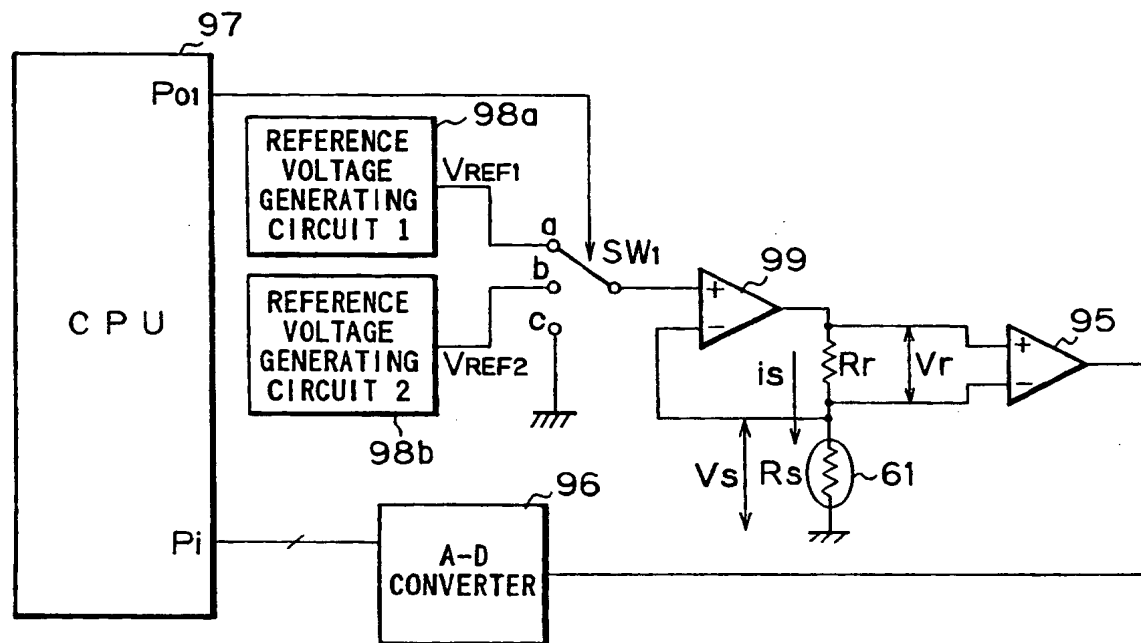 97
Po1
98a
REFERENCE
VOLTAGE
GENERATING
CIRCUIT 1
VREF1
a
SW1
b
c
REFERENCE
VOLTAGE
GENERATING
CIRCUIT 2
VREF2
98b
CPU
99
+
−
is
Rr
Vr
95
+
−
Vs
Rs
61
96
Pi
A-D
CONVERTER